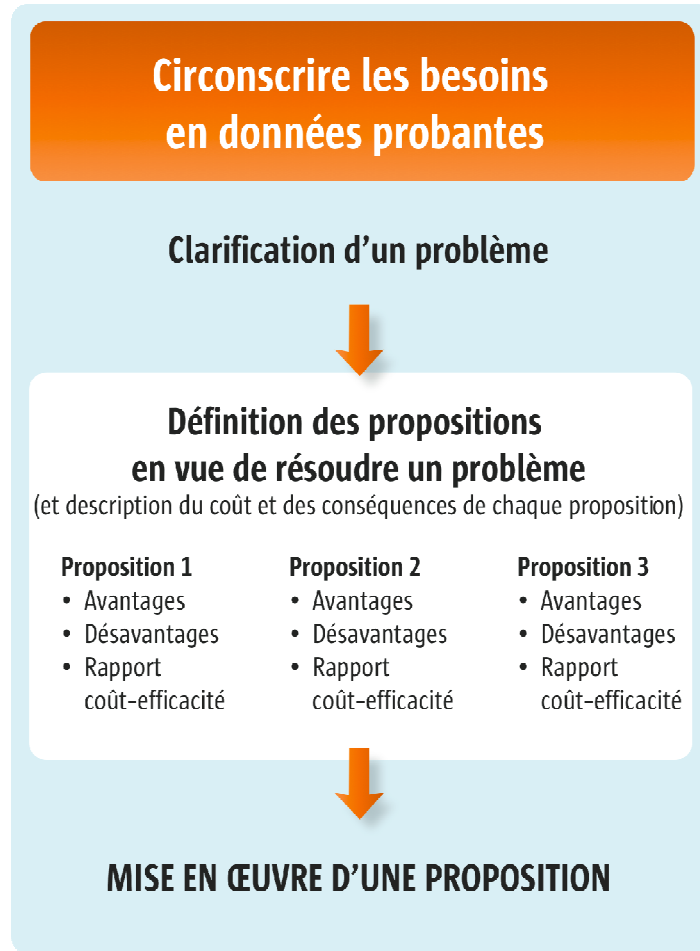 Circonscrire les besoins
en données probantes
Clarification d'un problème
Définition des propositions
en vue de résoudre un problème
(et description du coût et des conséquences de chaque proposition)
Proposition 1
• Avantages
• Désavantages
• Rapport
coût-efficacité
Proposition 2
• Avantages
• Désavantages
• Rapport
coût-efficacité
Proposition 3
• Avantages
• Désavantages
• Rapport
coût-efficacité
MISE EN ŒUVRE D'UNE PROPOSITION